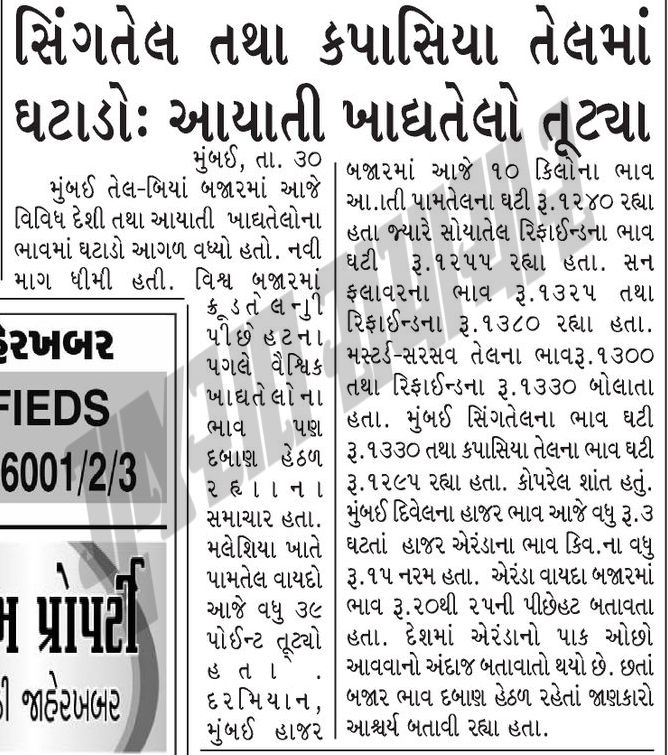 સિંગતેલ તથા કપાસિયા તેલમાં
ઘટાડોઃ આયાતી ખાદ્યતેલો તૂટ્યા
મુંબઈ, તા. ૩૦
મુંબઈ તેલ-બિયાં બજારમાં આજે
વિવિધ દેશી તથા આયાતી ખાદ્યતેલોના
ભાવમાં ઘટાડો આગળ વધ્યો હતો. નવી
માગ ધીમી હતી. વિશ્વ બજારમાં
ક્રૂડતેલની
પીછેહટના
પગલે વૈશ્વિક
ખાદ્યતેલોના
ભાવ પણ
દબાણ હેઠળ
રહ્યાના
સમાચાર હતા.
મલેશિયા ખાતે
પામતેલ વાયદો
આજે વધુ ૩૯
પોઈન્ટ તૂટ્યો
હતા.
દરમિયાન,
મુંબઈ હાજર
બજારમાં આજે ૧૦ કિલોના ભાવ
આ.ાતી પામતેલના ઘટી રૂ.૧૨૪૦ રહ્યા
હતા જ્યારે સોયાતેલ રિફાઈન્ડના ભાવ
ઘટી રૂ.૧૨૫૫ રહ્યા હતા. સન
ફલાવરના ભાવ રૂ.૧૩૨૫ તથા
રિફાઈન્ડના રૂ.૧૩૮૦ રહ્યા હતા.
મસ્ટર્ડ-સરસવ તેલના ભાવરૂ.૧૩૦૦
તથા રિફાઈન્ડના રૂ.૧૩૩૦ બોલાતા
હતા. મુંબઈ સિંગતેલના ભાવ ઘટી
રૂ.૧૩૩૦ તથા કપાસિયા તેલના ભાવ ઘટી
રૂ.૧૨૯૫ રહ્યા હતા. કોપરેલ શાંત હતું.
મુંબઈ દિવેલના હાજર ભાવ આજે વધુ રૂ.૩
ઘટતાં હાજર એરંડાના ભાવ કિવ.ના વધુ
રૂ.૧૫ નરમ હતા. એરંડા વાયદા બજારમાં
ભાવ રૂ.૨૦થી ૨૫ની પીછેહટ બતાવતા
હતા. દેશમાં એરંડાનો પાક ઓછો
આવવાનો અંદાજ બતાવાતો થયો છે. છતાં
બજાર ભાવ દબાણ હેઠળ રહેતાં જાણકારો
આશ્ચર્ય બતાવી રહ્યા હતા.
હેરખબર
FIEDS
6001/2/3
મ પ્રોપર્ટી
ી જાહેરખબર